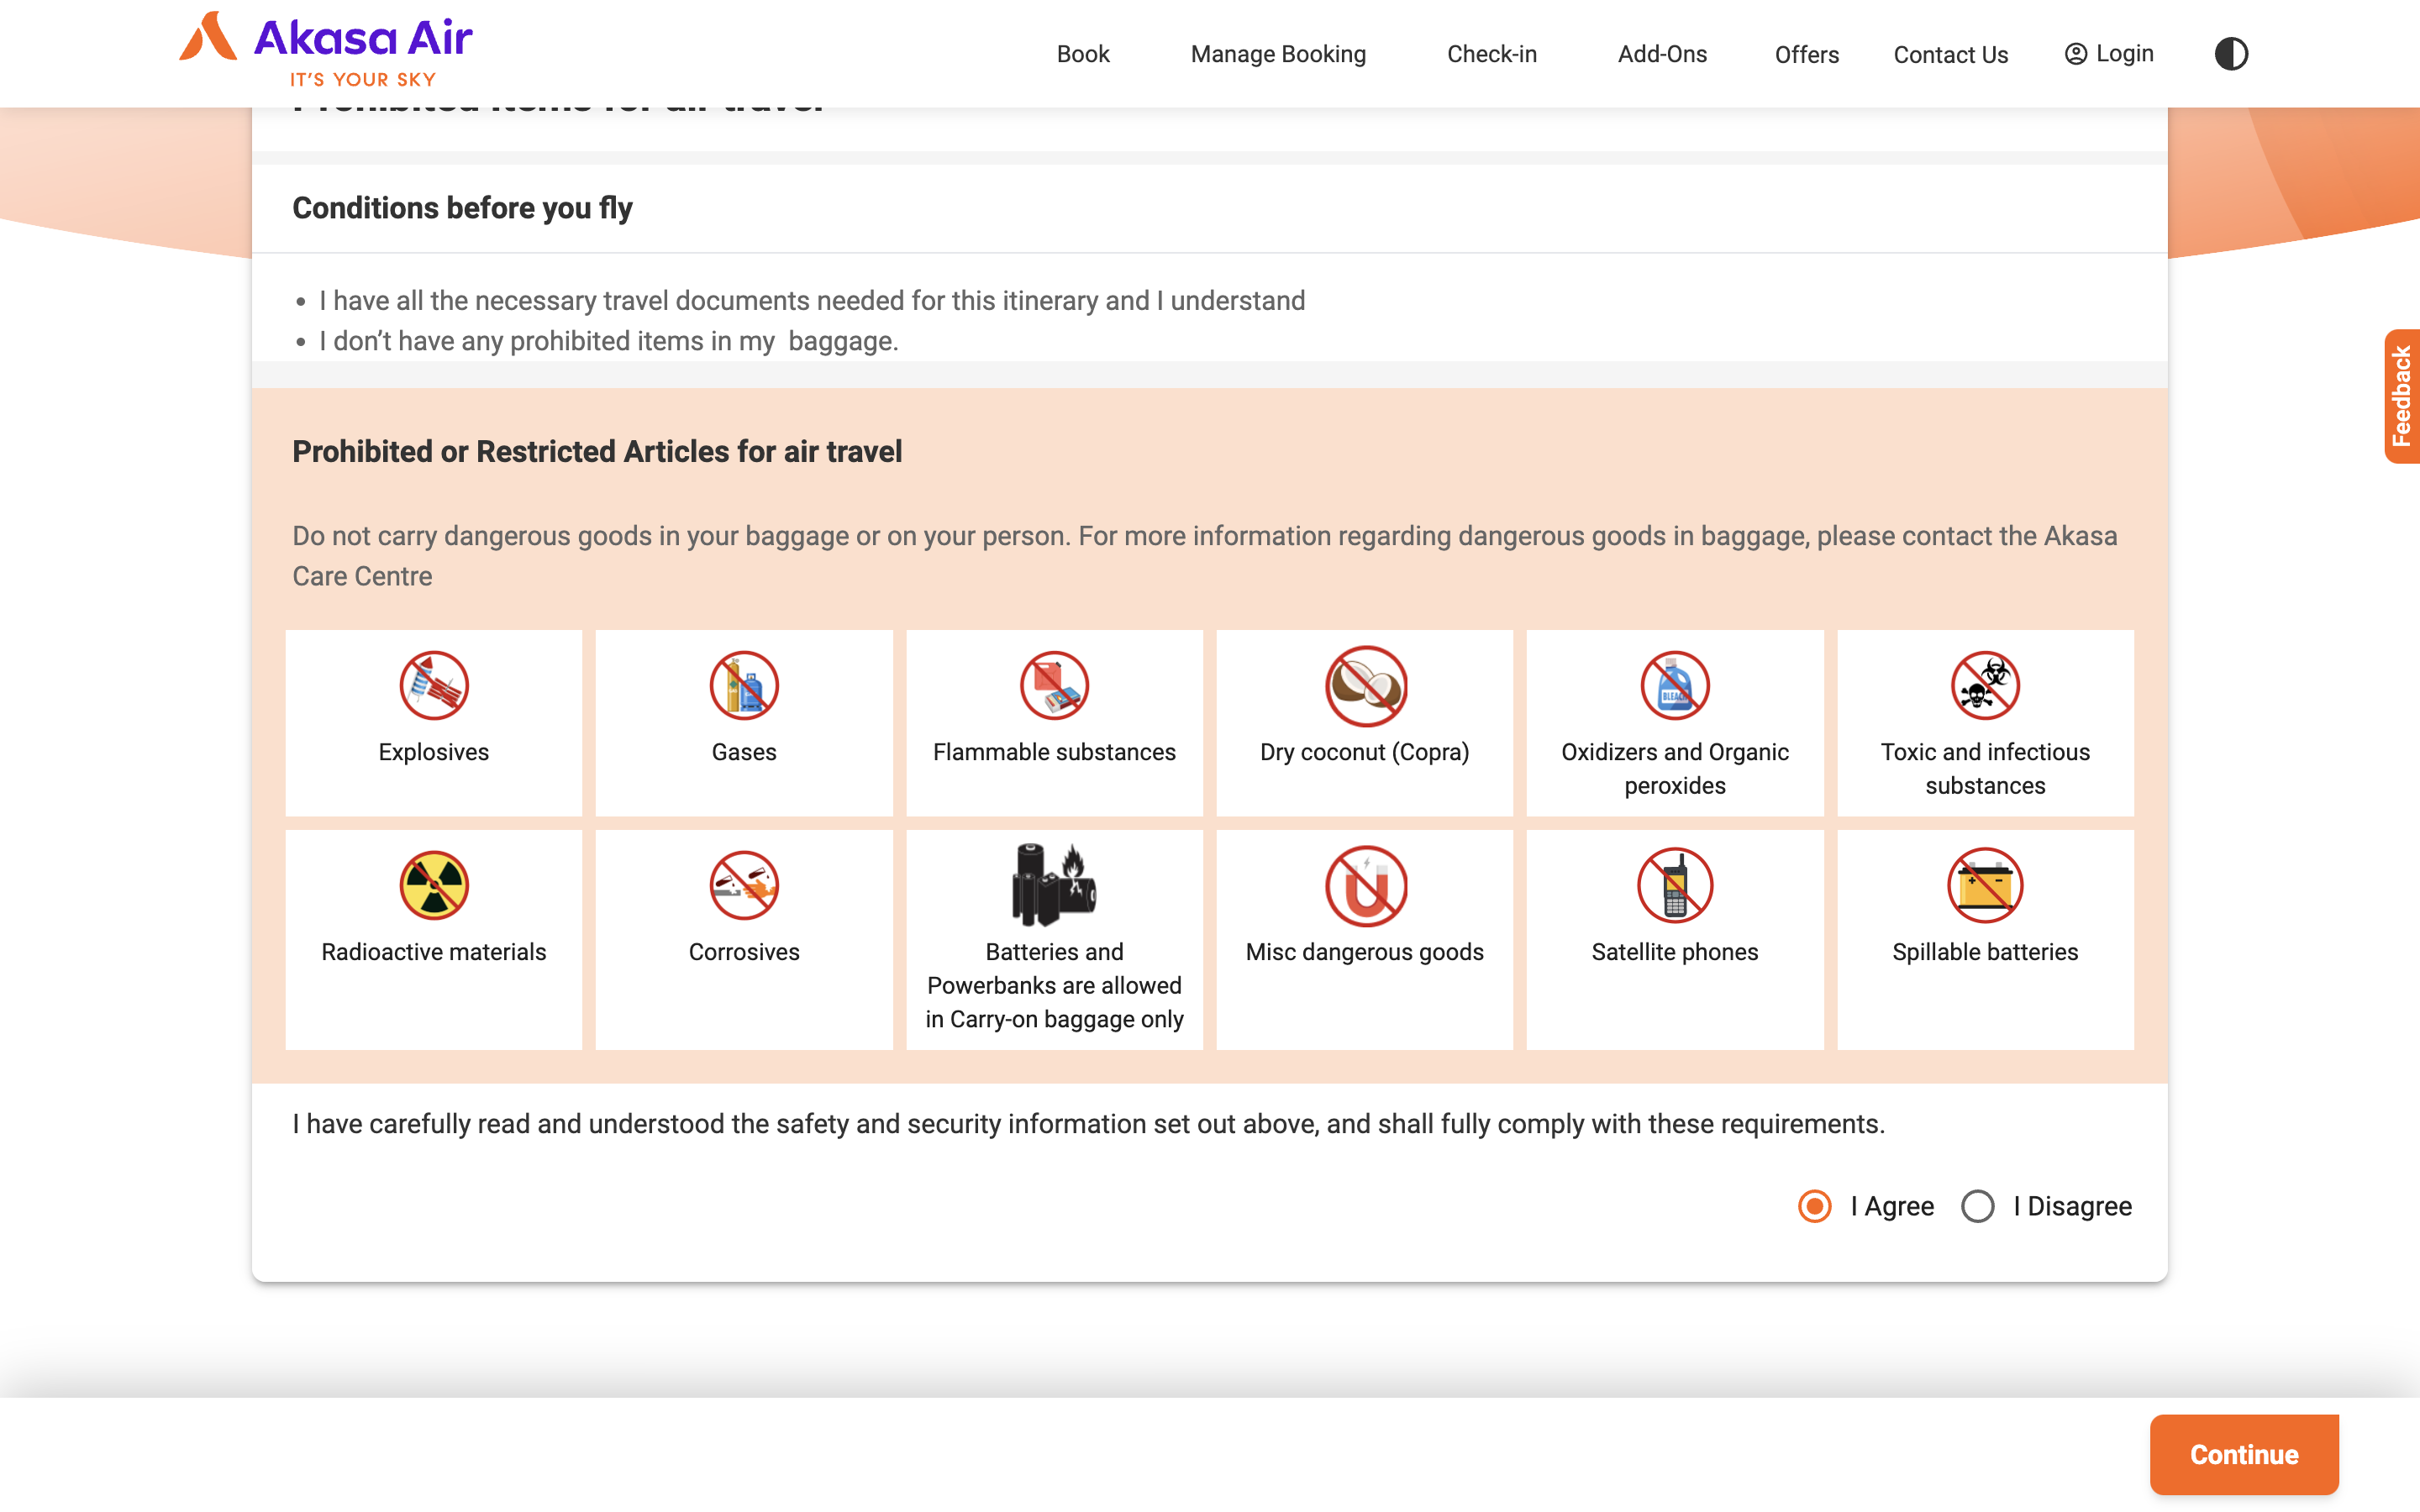 Akasa Air
IT'S YOUR SKY
Book
Manage Booking
Check-in
Add-Ons
Offers
Contact Us
Login
Prohibited items for air travel
Conditions before you fly
• I have all the necessary travel documents needed for this itinerary and I understand
• I don’t have any prohibited items in my  baggage.
Feedback
Prohibited or Restricted Articles for air travel
Do not carry dangerous goods in your baggage or on your person. For more information regarding dangerous goods in baggage, please contact the Akasa
Care Centre
Explosives
Gases
Flammable substances
Dry coconut (Copra)
BLEACH
Oxidizers and Organic
peroxides
Toxic and infectious
substances
Radioactive materials
Corrosives
Batteries and
Powerbanks are allowed
in Carry-on baggage only
Misc dangerous goods
Satellite phones
Spillable batteries
I have carefully read and understood the safety and security information set out above, and shall fully comply with these requirements.
I Agree
I Disagree
Continue